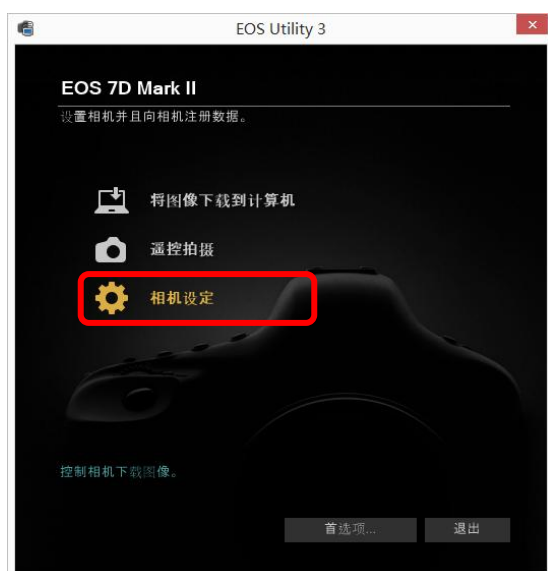 EOS Utility 3
EOS 7D Mark II
设置相机并且向相机注册数据。
将图像下载到计算机
遥控拍摄
相机设定
控制相机下载图像。
首选项...
退出